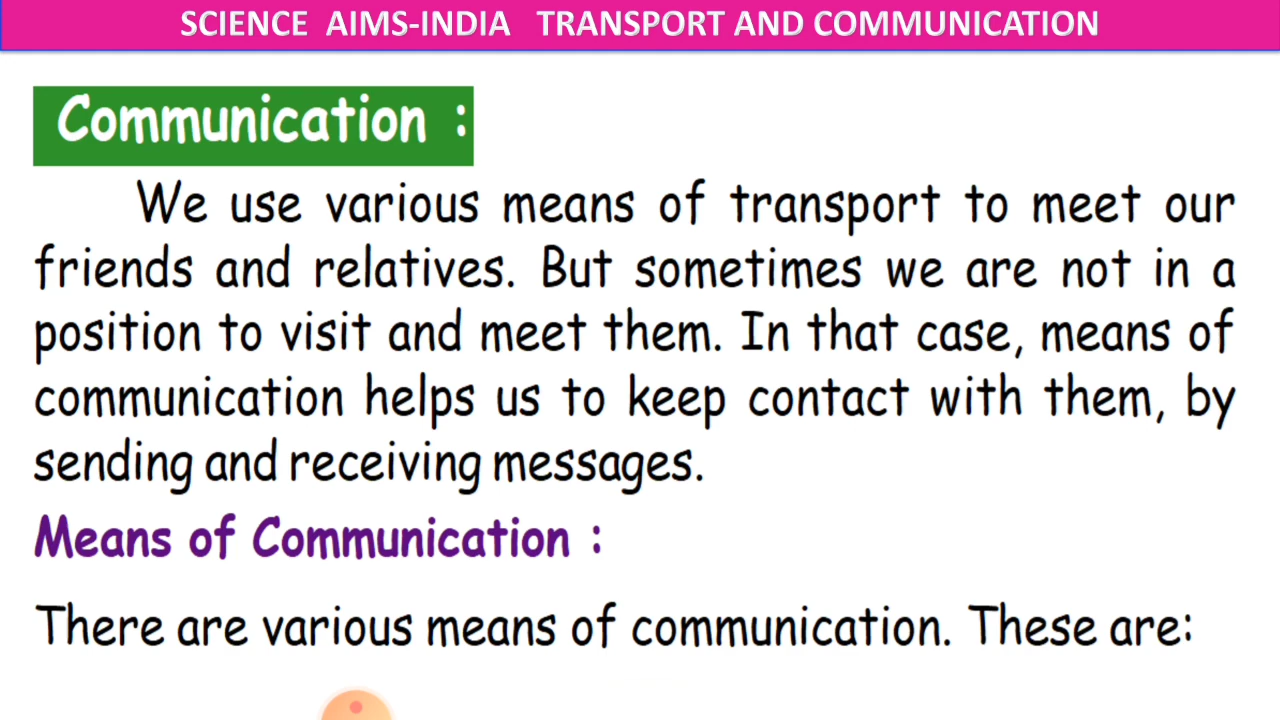 SCIENCE AIMS-INDIA TRANSPORT AND COMMUNICATION
Communication :
We use various means of transport to meet our
friends and relatives. But sometimes we are not in a
position to visit and meet them. In that case, means of
communication helps us to keep contact with them, by
sending and receiving messages.
Means of Communication :
There are various means of communication. These are: